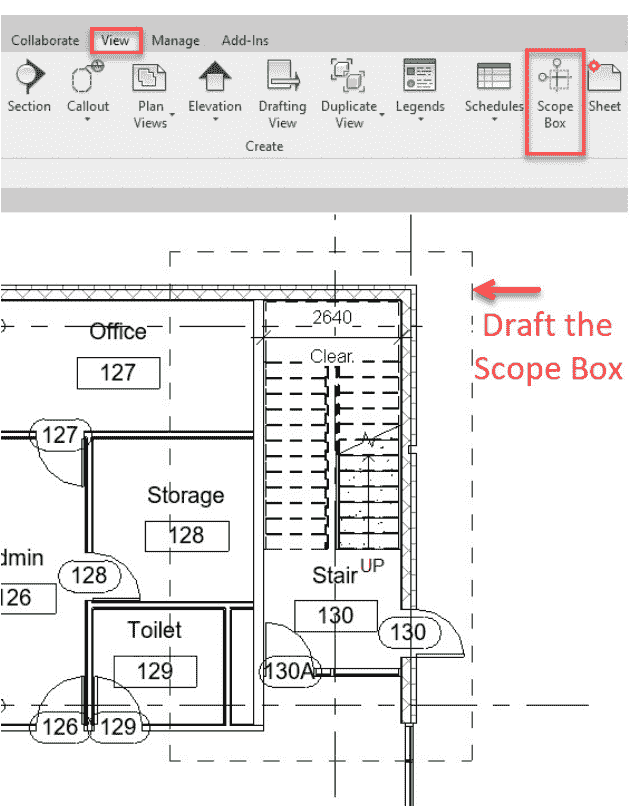 Collaborate View Manage Add-Ins
Section Callout Plan Views Elevation Drafting View Duplicate View Legends Schedules Scope Box Sheet
Create
Draft the
Scope Box
2640
Clear.
Office
127
127
Storage
128
128
dmin
126
Stair UP
130
130
Toilet
129
130A
126 129